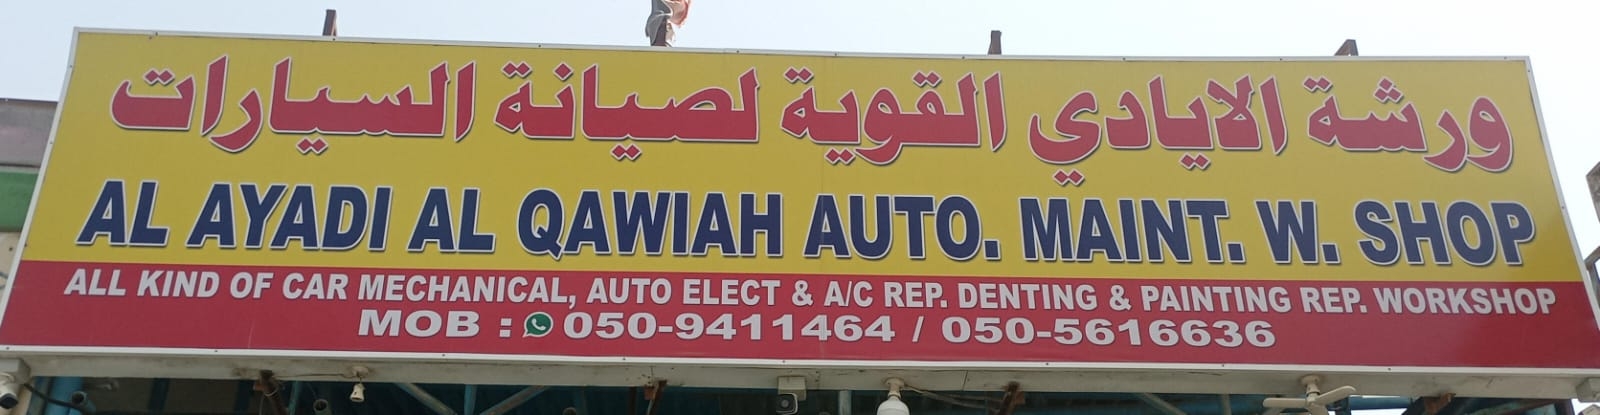 ورشة الايادي القوية لصيانة السيارات
AL AYADI AL QAWIAH AUTO. MAINT. W. SHOP
ALL KIND OF CAR MECHANICAL, AUTO ELECT & A/C REP. DENTING & PAINTING REP. WORKSHOP
MOB : 050-9411464 / 050-5616636